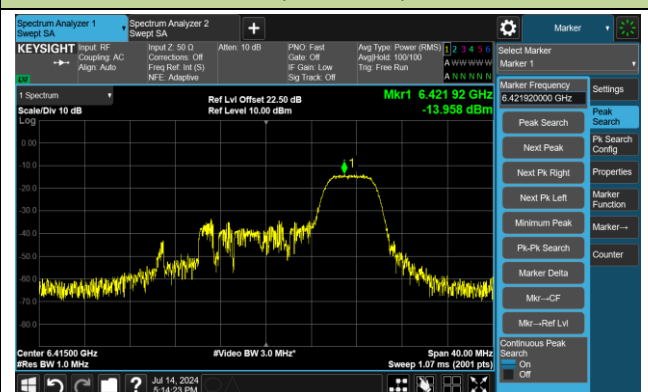 Spectrum Analyzer 1
Swept SA
Spectrum Analyzer 2
Swept SA
Marker
KEYSIGHT
Input: RF
Coupling: AC
Align: Auto
Input Z: 50 Ω
Corrections: Off
Freq Ref: Int (S)
NFE: Adaptive
Atten: 10 dB
PNO: Fast
Gate: Off
IF Gain: Low
Sig Track: Off
Avg Type: Power (RMS)
Avg|Hold: 100/100
Trig: Free Run
1 2 3 4 5 6
A W W W W W
A N N N N N
Select Marker
Marker 1
1 Spectrum
Scale/Div 10 dB
Log
Ref Lvl Offset 22.50 dB
Ref Level 10.00 dBm
Mkr1 6.421 92 GHz
-13.958 dBm
0.00
-10.0
-20.0
-30.0
-40.0
-50.0
-60.0
-70.0
-80.0
1
Center 6.41500 GHz
#Res BW 1.0 MHz
#Video BW 3.0 MHz*
Span 40.00 MHz
Sweep 1.07 ms (2001 pts)
Marker Frequency
6.421920000 GHz
Peak Search
Next Peak
Next Pk Right
Next Pk Left
Minimum Peak
Pk-Pk Search
Marker Delta
Mkr→CF
Mkr→Ref Lvl
Continuous Peak
Search
On
Off
Settings
Peak
Search
Pk Search
Config
Properties
Marker
Function
Marker→
Counter
Jul 14, 2024
5:14:23 PM